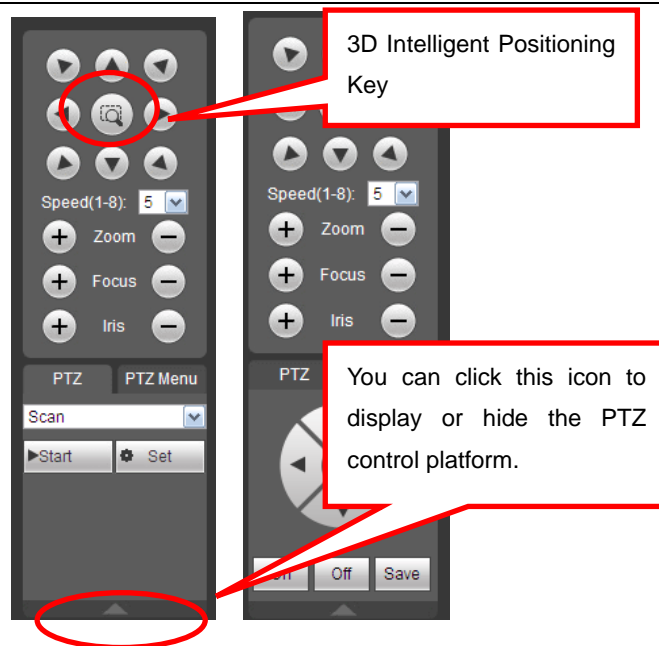 3D Intelligent Positioning
Key
Speed(1-8): 5
Zoom
Focus
Iris
PTZ PTZ Menu
Scan
Start Set
Speed(1-8): 5
Zoom
Focus
Iris
PTZ
You can click this icon to
display or hide the PTZ
control platform.
Off Save